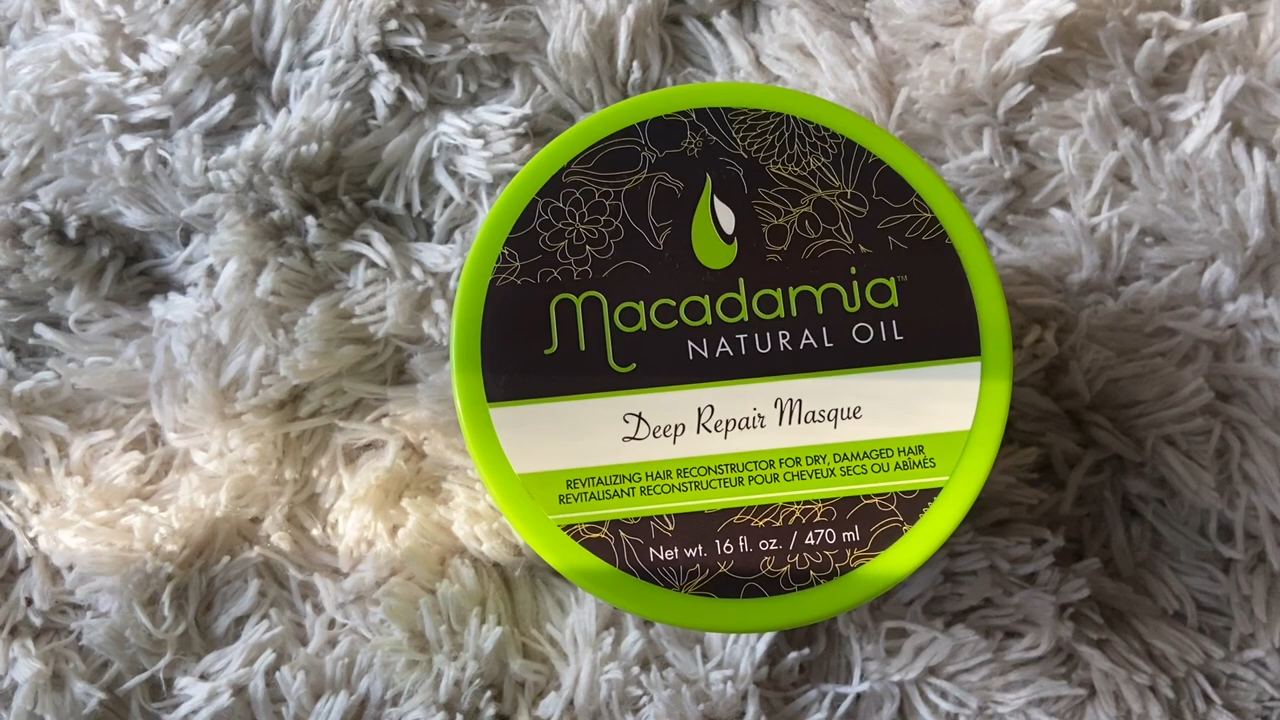 Macadamia™
NATURAL OIL
Deep Repair Masque
REVITALIZING HAIR RECONSTRUCTOR FOR DRY, DAMAGED HAIR
REVITALISANT RECONSTRUCTEUR POUR CHEVEUX SECS OU ABÎMÉS
Net wt. 16 fl. oz. / 470 ml